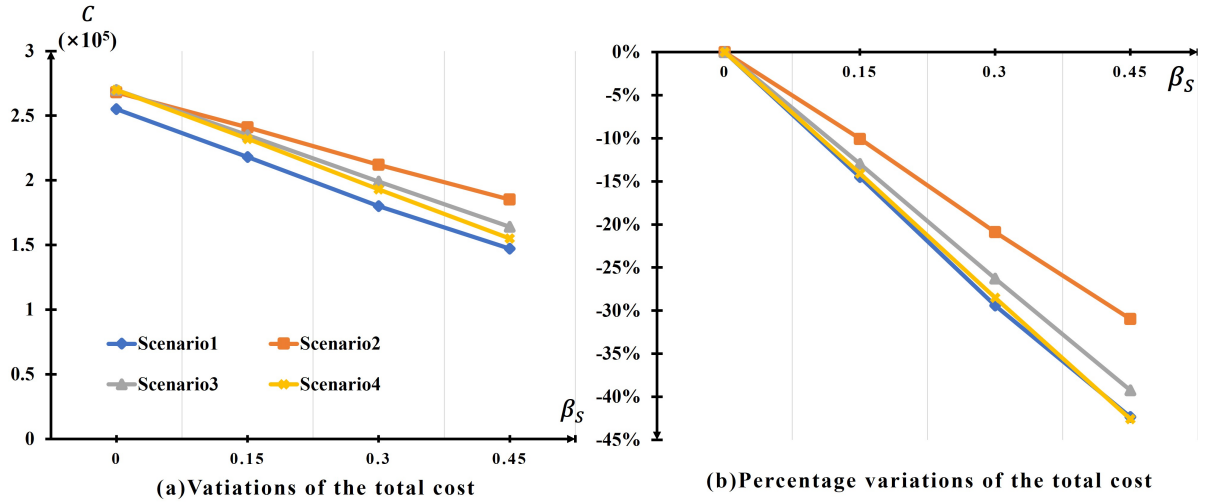 C
(×10⁵)
3
2.5
2
1.5
1
0.5
0
0 0.15 0.3 0.45
β_S
Scenario1 Scenario2
Scenario3 Scenario4
(a)Vatiations of the total cost
0%
-5%
-10%
-15%
-20%
-25%
-30%
-35%
-40%
-45%
0 0.15 0.3 0.45
β_S
(b)Percentage variations of the total cost